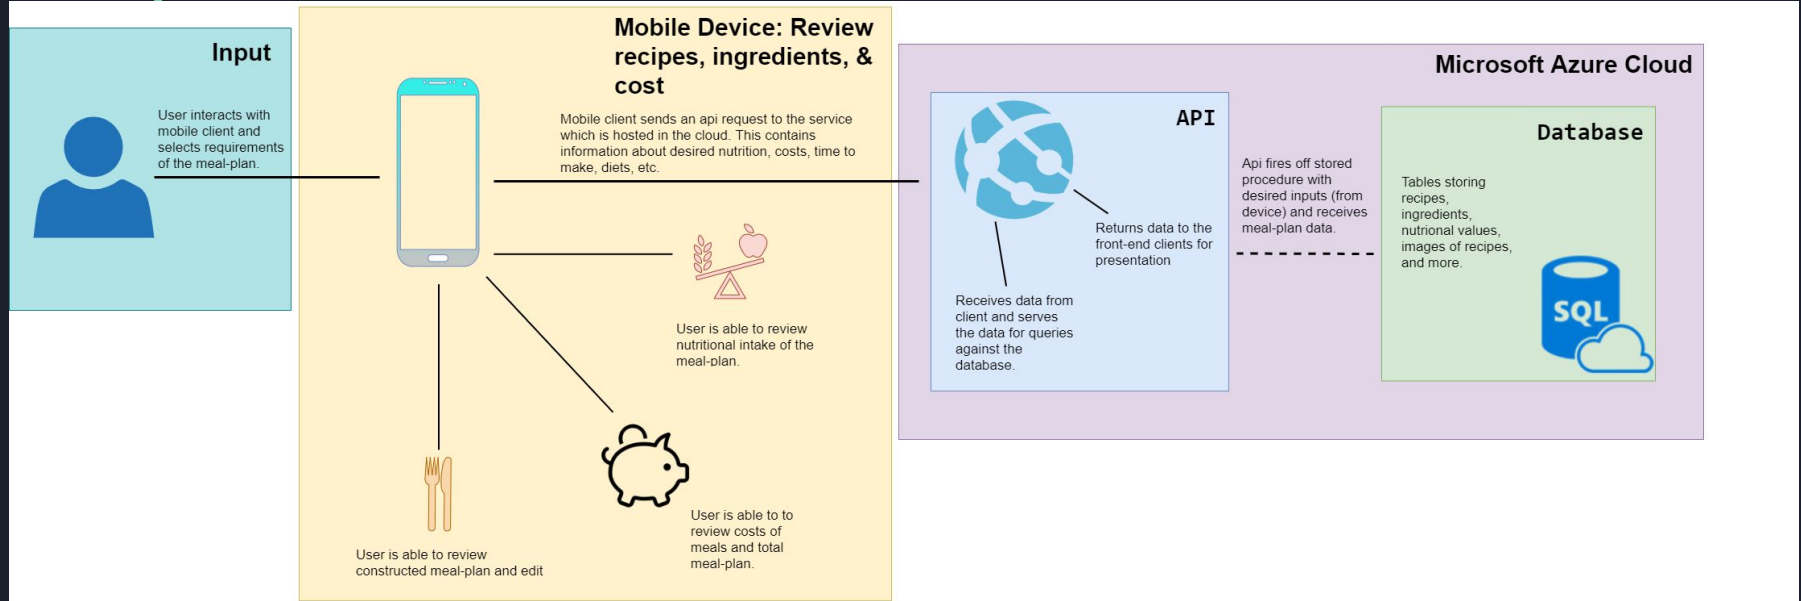 Input
User interacts with
mobile client and
selects requirements
of the meal-plan.
Mobile Device: Review
recipes, ingredients, &
cost
Mobile client sends an api request to the service
which is hosted in the cloud. This contains
information about desired nutrition, costs, time to
make, diets, etc.
User is able to review
nutritional intake of the
meal-plan.
User is able to to
review costs of
meals and total
meal-plan.
User is able to review
constructed meal-plan and edit
Microsoft Azure Cloud
API
Returns data to the
front-end clients for
presentation
Receives data from
client and serves
the data for queries
against the
database.
Api fires off stored
procedure with
desired inputs (from
device) and receives
meal-plan data.
Database
Tables storing
recipes,
ingredients,
nutrional values,
images of recipes,
and more.
SQL